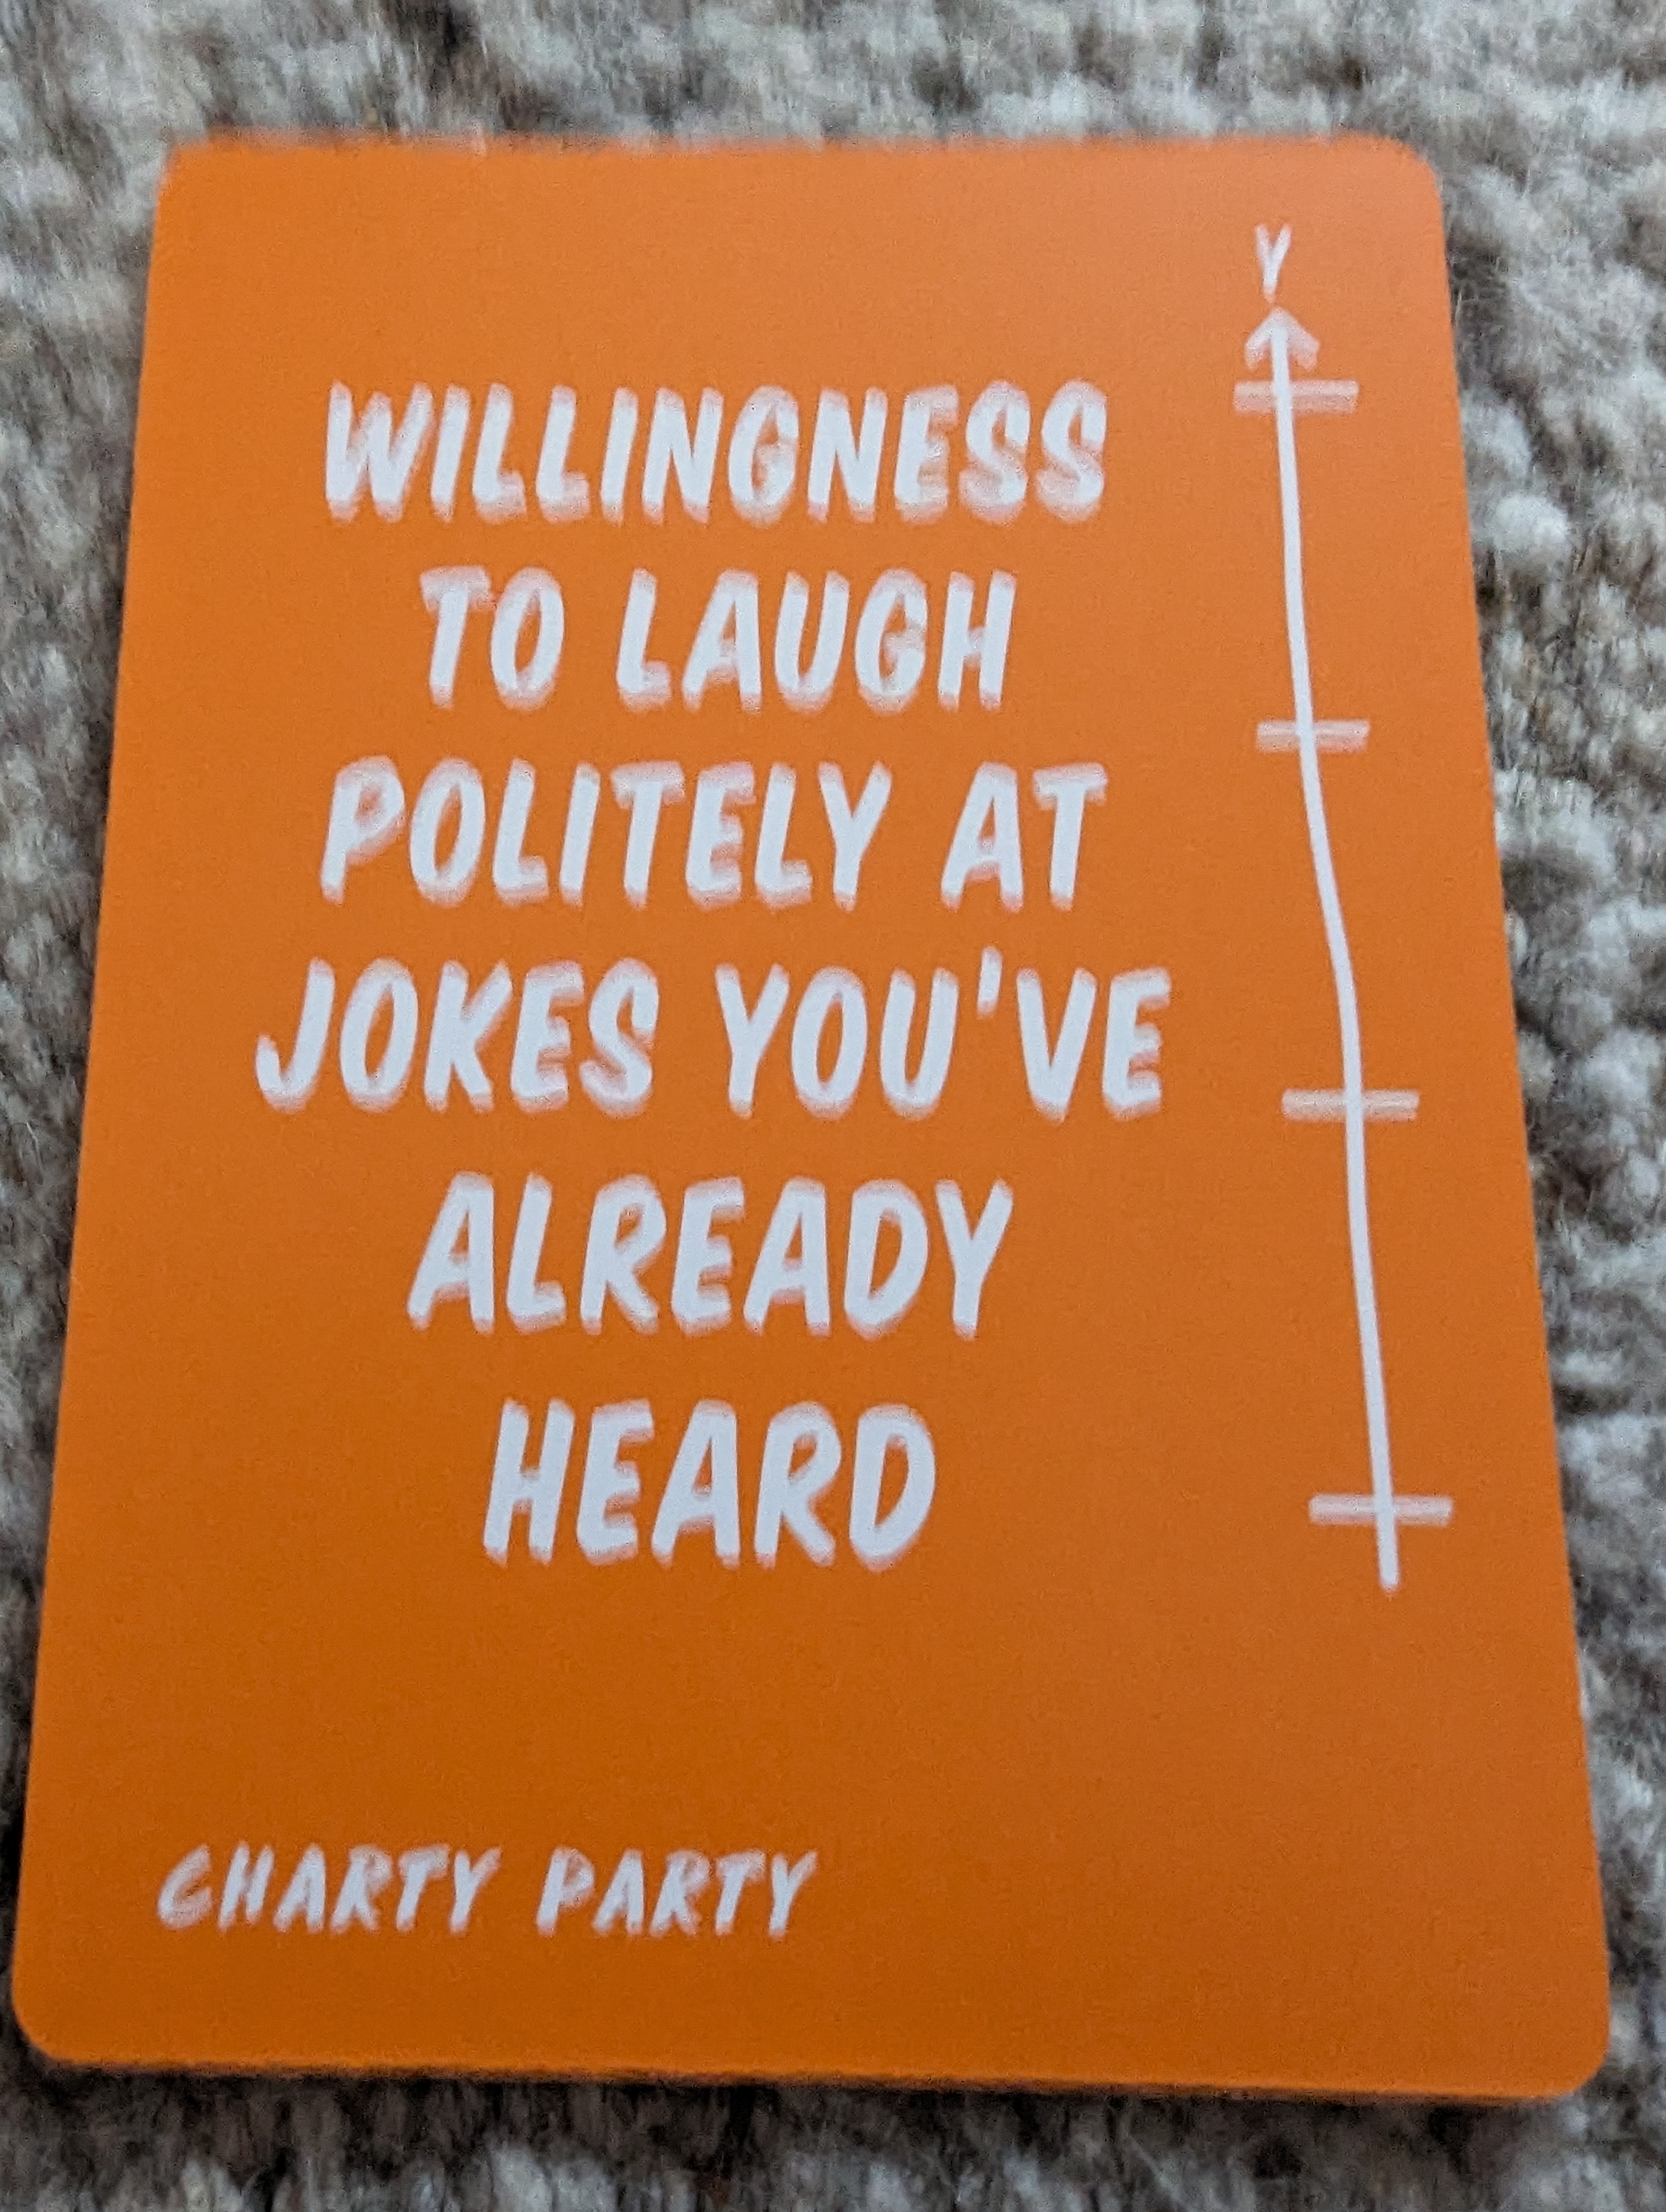 Y
WILLINGNESS
TO LAUGH
POLITELY AT
JOKES YOU'VE
ALREADY
HEARD
CHARTY PARTY